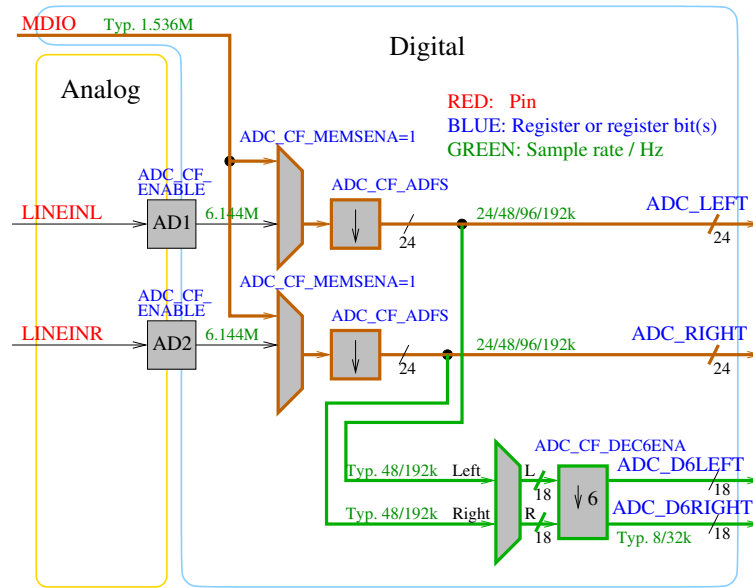 MDIO
Typ. 1.536M
Digital
Analog
RED: Pin
BLUE: Register or register bit(s)
GREEN: Sample rate / Hz
ADC_CF_MEMSENA=1
ADC_CF_
ENABLE
ADC_CF_ADFS
LINEINL
AD1
6.144M
24
24/48/96/192k
ADC_LEFT
24
ADC_CF_MEMSENA=1
ADC_CF_
ENABLE
ADC_CF_ADFS
LINEINR
AD2
6.144M
24
24/48/96/192k
ADC_RIGHT
24
ADC_CF_DEC6ENA
Typ. 48/192k
Left
L
18
ADC_D6LEFT
18
6
Typ. 48/192k
Right
R
18
ADC_D6RIGHT
18
Typ. 8/32k